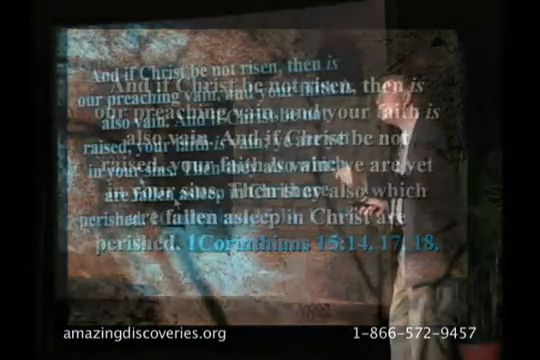 And if Christ be not risen, then is
our preaching vain, and your faith is
also vain. And if Christ be not
raised, your faith is vain; ye are yet
in your sins. Then they also which
are fallen asleep in Christ are
perished. 1Corinthians 15:14, 17, 18.
amazingdiscoveries.org
1-866-572-9457